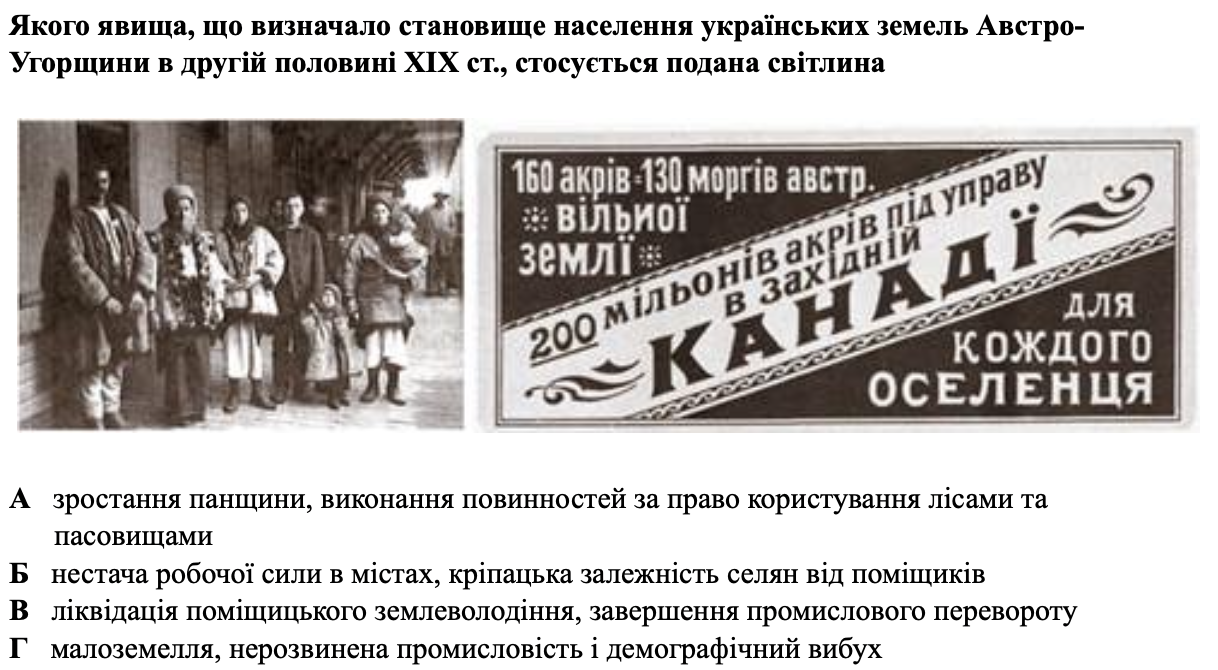 Якого явища, що визначало становище населення українських земель Австро-
Угорщини в другій половині XIX ст., стосується подана світлина
160 акрів=130 моргів австр.
вільної
землї
200 мільонів акрів під управу
в західній
КАНАДЇ
для
кождого
оселенця
А зростання панщини, виконання повинностей за право користування лісами та
пасовищами
Б нестача робочої сили в містах, кріпацька залежність селян від поміщиків
В ліквідація поміщицького землеволодіння, завершення промислового перевороту
Г малоземелля, нерозвинена промисловість і демографічний вибух